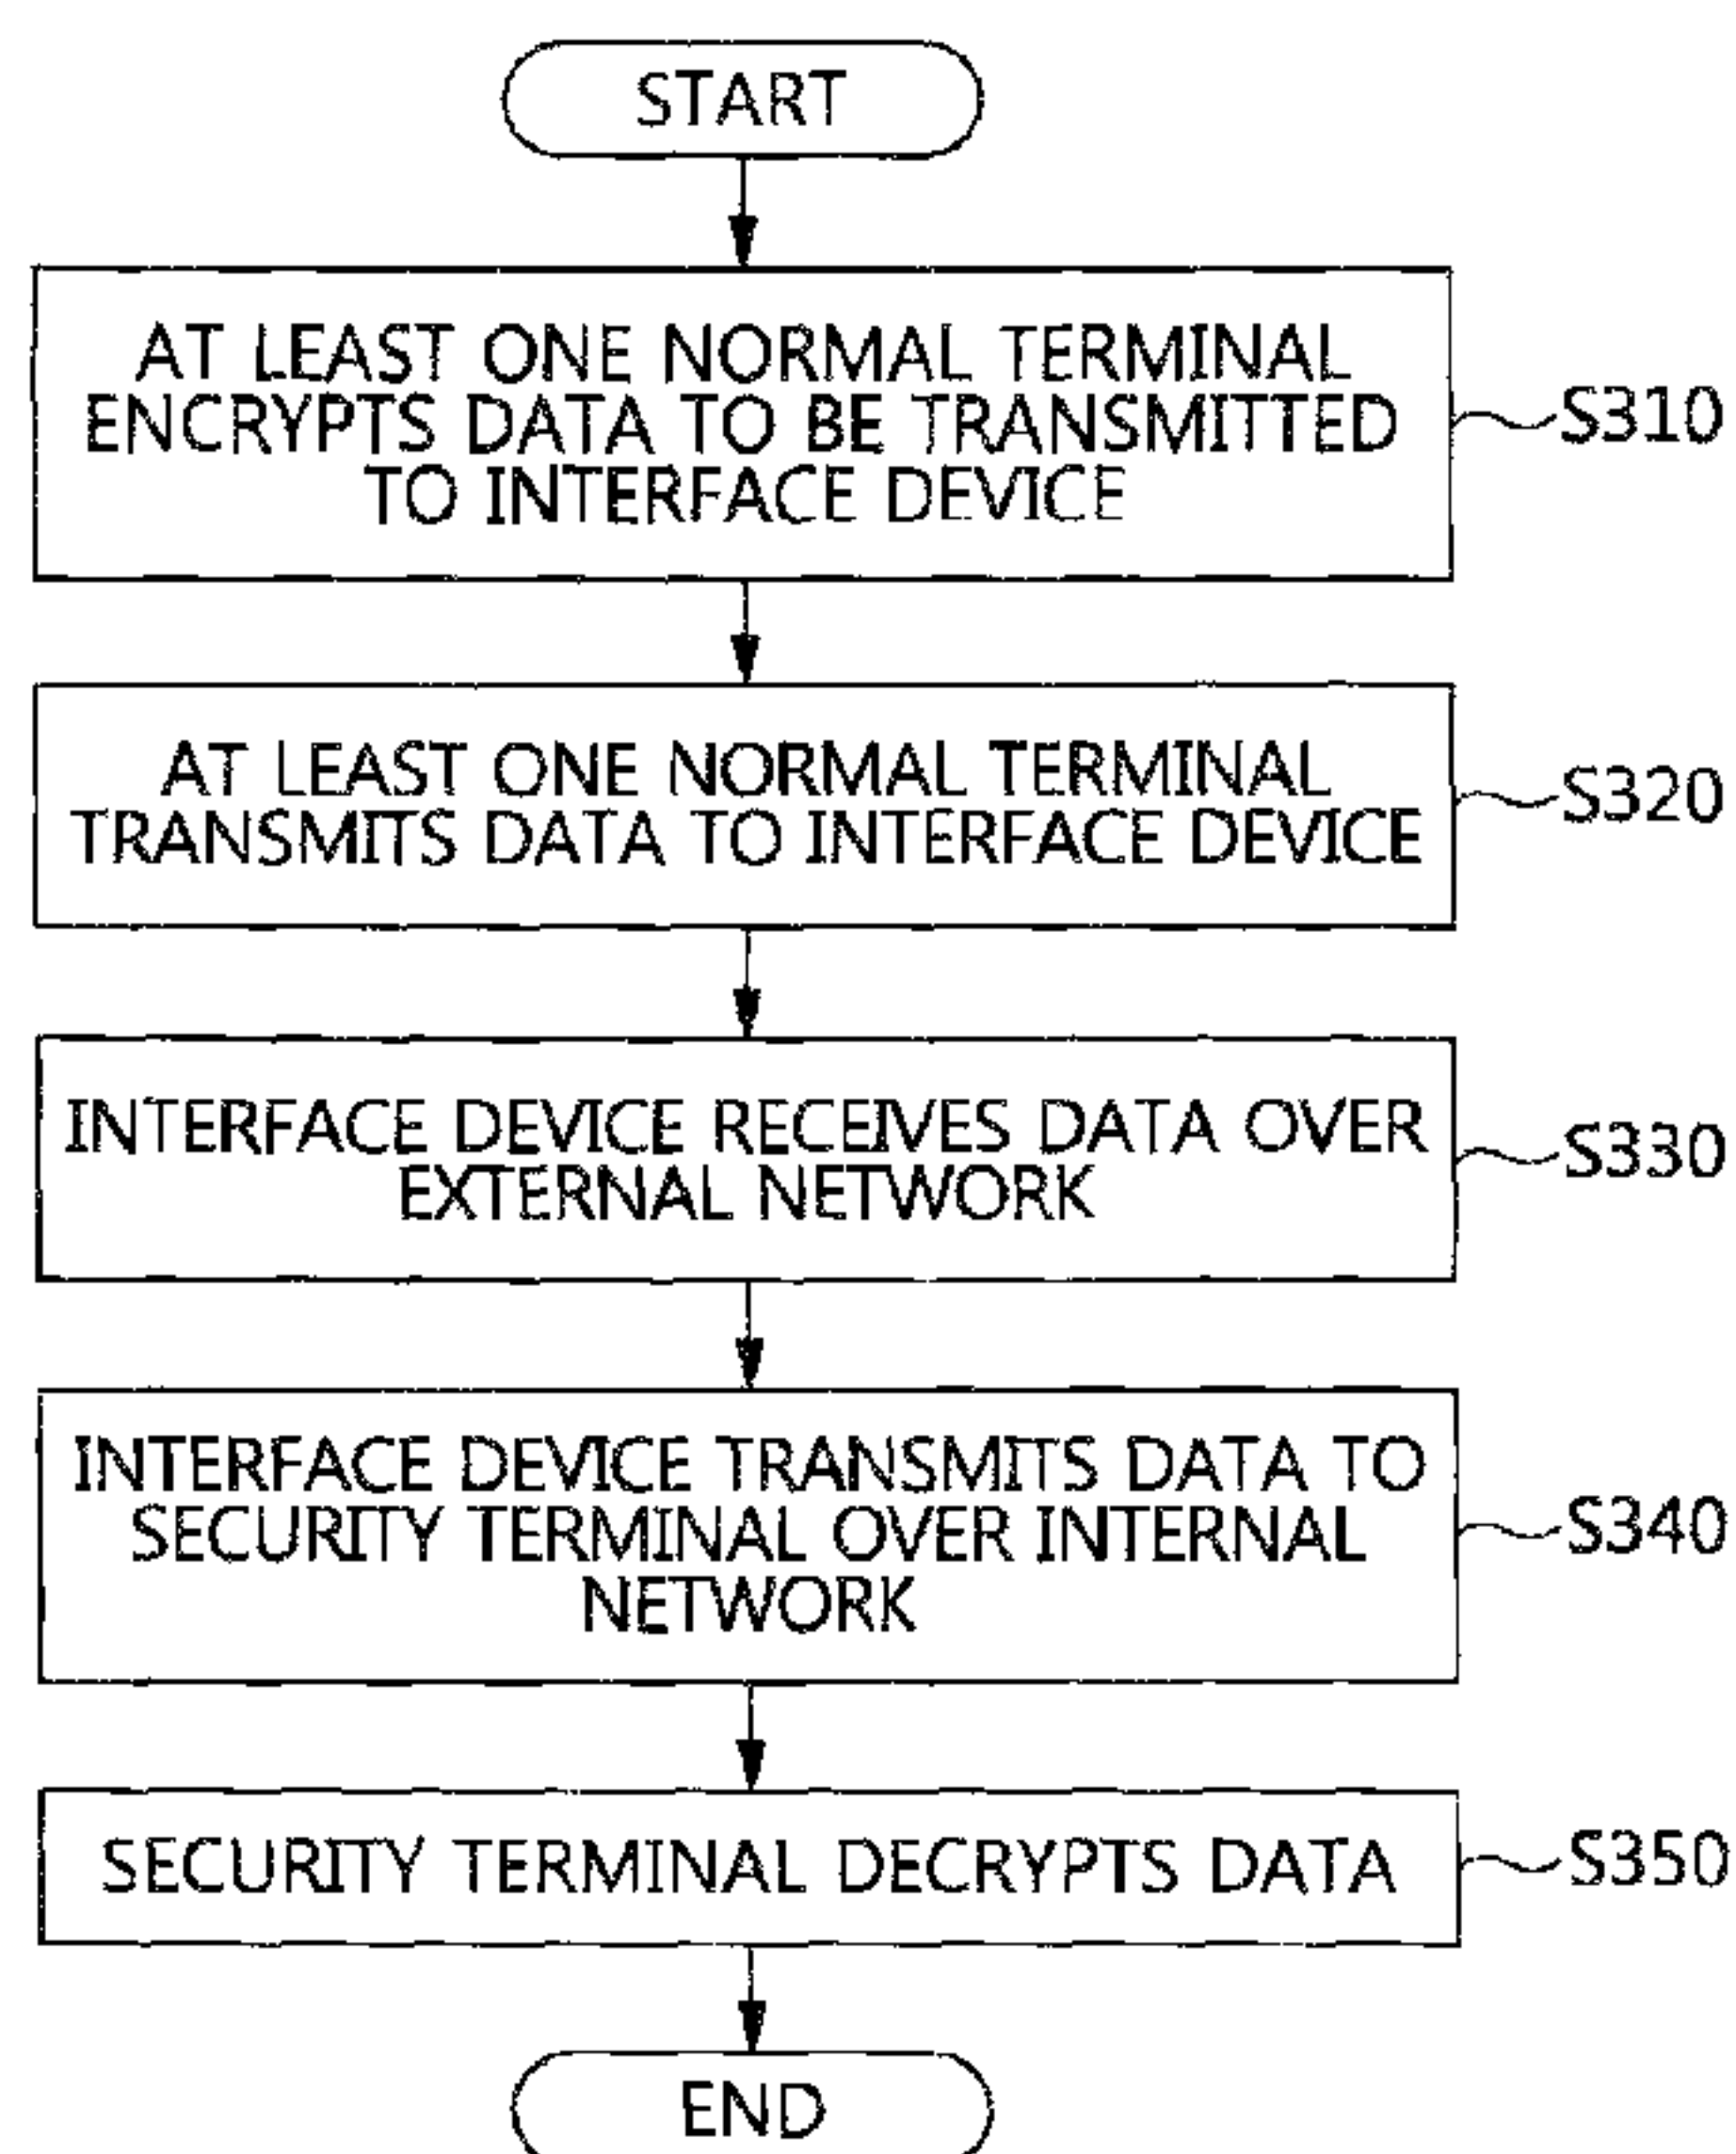 START
AT LEAST ONE NORMAL TERMINAL
ENCRYPTS DATA TO BE TRANSMITTED
TO INTERFACE DEVICE
S310
AT LEAST ONE NORMAL TERMINAL
TRANSMITS DATA TO INTERFACE DEVICE
S320
INTERFACE DEVICE RECEIVES DATA OVER
EXTERNAL NETWORK
S330
INTERFACE DEVICE TRANSMITS DATA TO
SECURITY TERMINAL OVER INTERNAL
NETWORK
S340
SECURITY TERMINAL DECRYPTS DATA
S350
END